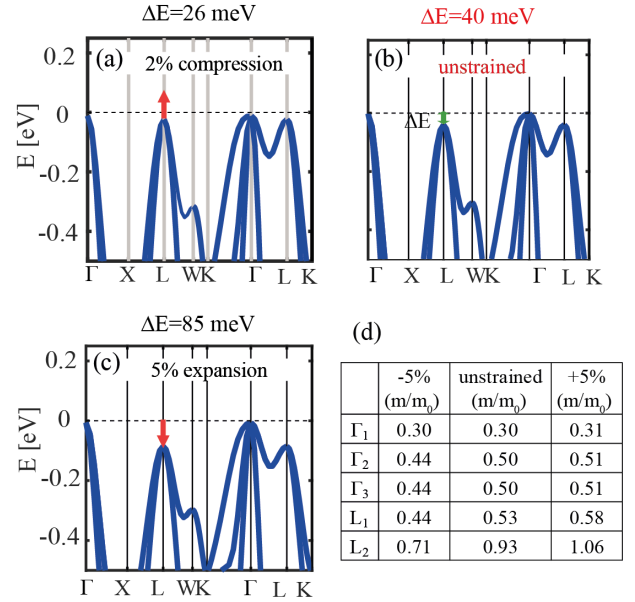 ΔE=26 meV
ΔE=40 meV
(a)
2% compression
(b)
unstrained
ΔE
E [eV]
0.2
0
-0.2
-0.4
Γ X L W K Γ L K
Γ X L W K Γ L K
ΔE=85 meV
(c)
5% expansion
E [eV]
0.2
0
-0.2
-0.4
Γ X L W K Γ L K
(d)
-5% (m/m₀) unstrained (m/m₀) +5% (m/m₀)
Γ₁ 0.30 0.30 0.31
Γ₂ 0.44 0.50 0.51
Γ₃ 0.44 0.50 0.51
L₁ 0.44 0.53 0.58
L₂ 0.71 0.93 1.06